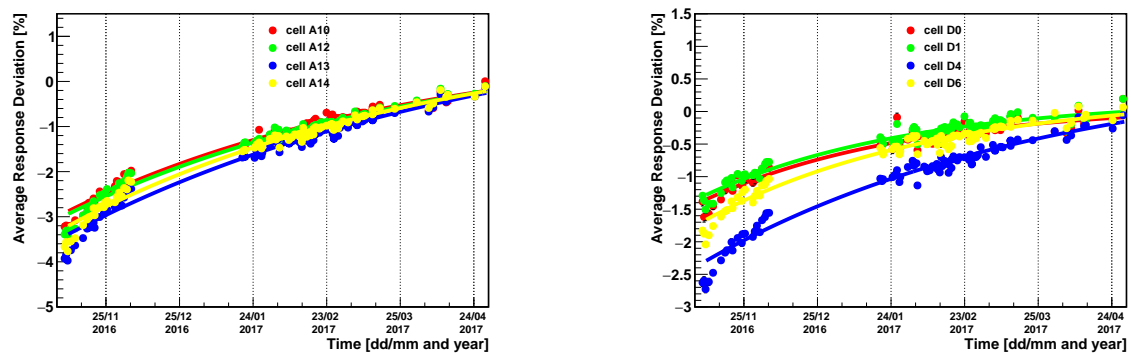 Average Response Deviation [%]
1
0
−1
−2
−3
−4
−5
cell A10
cell A12
cell A13
cell A14
25/11 25/12 24/01 23/02 25/03 24/04
2016 2016 2017 2017 2017 2017
Time [dd/mm and year]
Average Response Deviation [%]
1.5
1
0.5
0
−0.5
−1
−1.5
−2
−2.5
−3
cell D0
cell D1
cell D4
cell D6
25/11 25/12 24/01 23/02 25/03 24/04
2016 2016 2017 2017 2017 2017
Time [dd/mm and year]